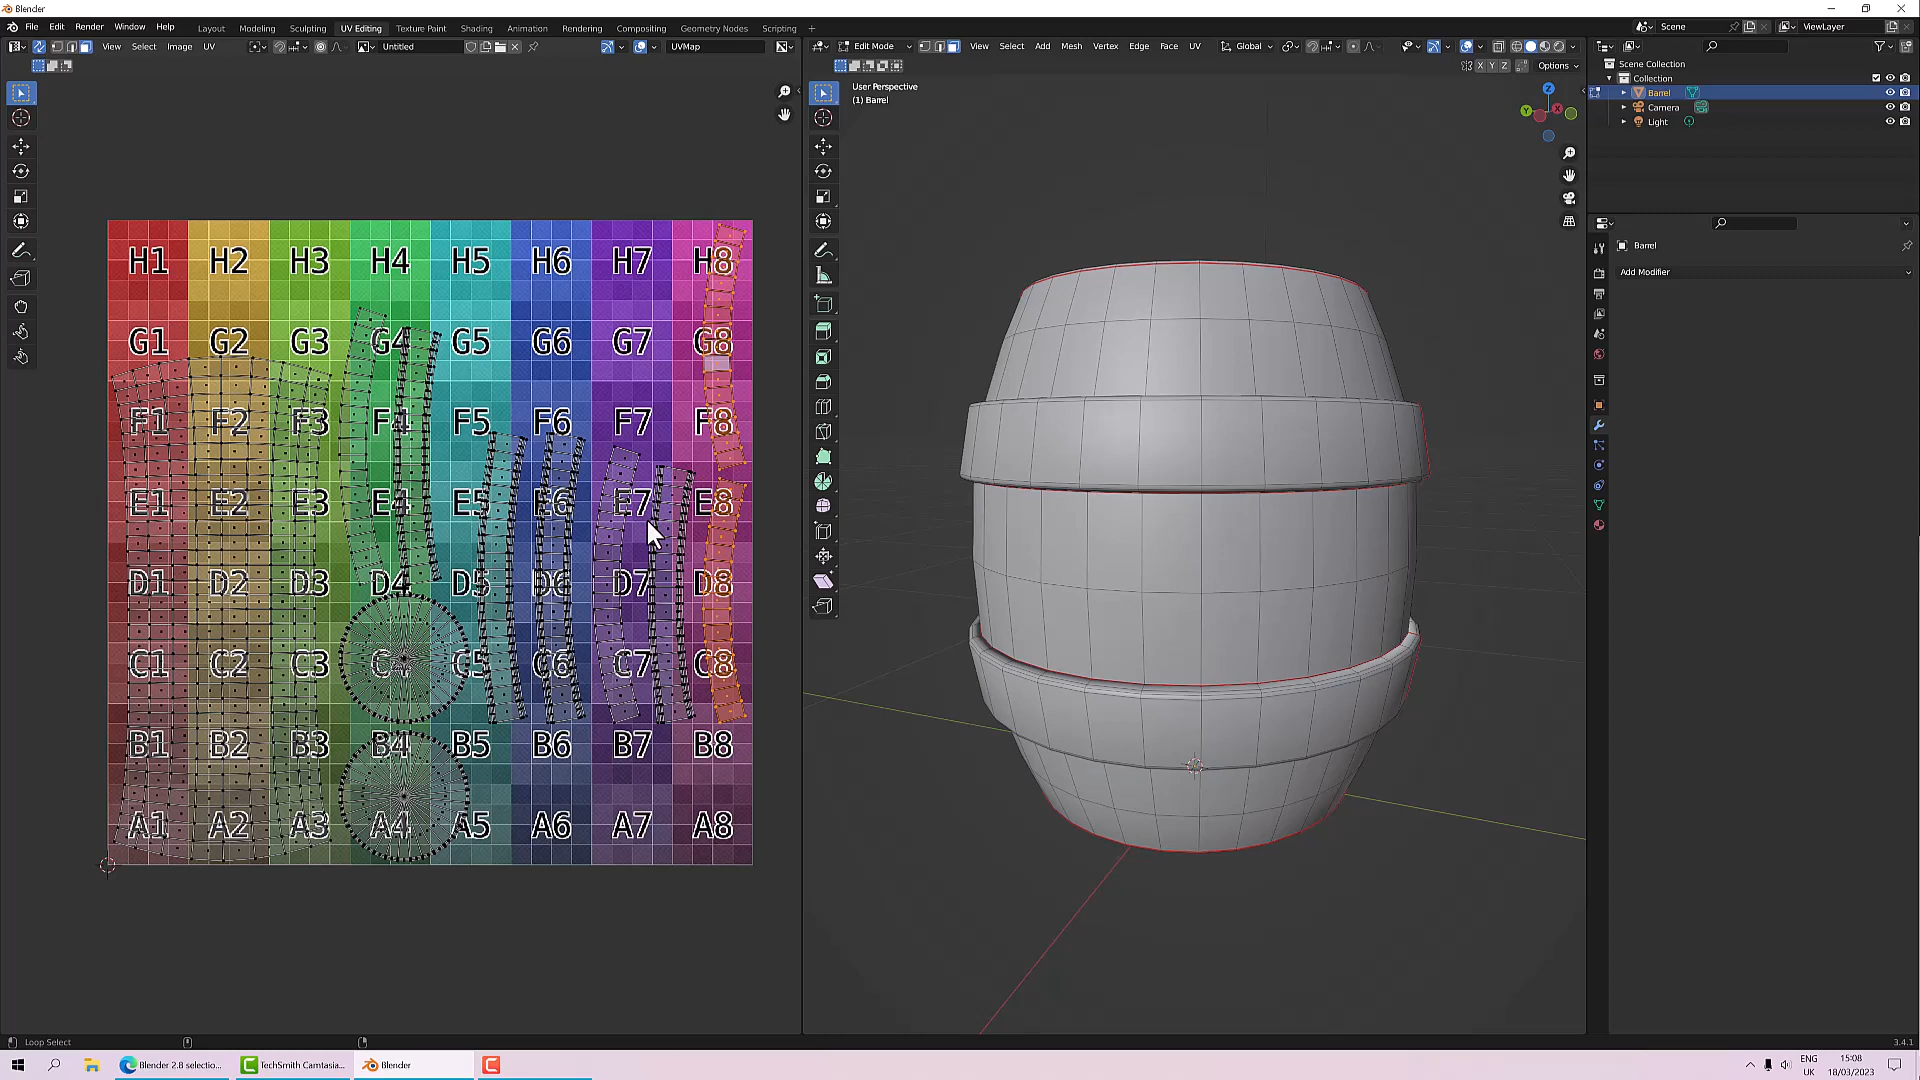 Blender
File Edit Render Window Help Layout Modeling Sculpting UV Editing Texture Paint Shading Animation Rendering Compositing Geometry Nodes Scripting +
Scene ViewLayer
View Select Image UV Untitled UVMap
Edit Mode View Select Add Mesh Vertex Edge Face UV Global
X Y Z Options
User Perspective
(1) Barrel
Z
Y X
Scene Collection
Collection
Barrel
Camera
Light
Barrel
Add Modifier
H1 H2 H3 H4 H5 H6 H7 H8
G1 G2 G3 G4 G5 G6 G7 G8
F1 F2 F3 F4 F5 F6 F7 F8
E1 E2 E3 E4 E5 E6 E7 E8
D1 D2 D3 D4 D5 D6 D7 D8
C1 C2 C3 C4 C5 C6 C7 C8
B1 B2 B3 B4 B5 B6 B7 B8
A1 A2 A3 A4 A5 A6 A7 A8
Loop Select
3.4.1
Blender 2.8 selectio...
TechSmith Camtasia...
Blender
ENG
UK
15:08
18/03/2023